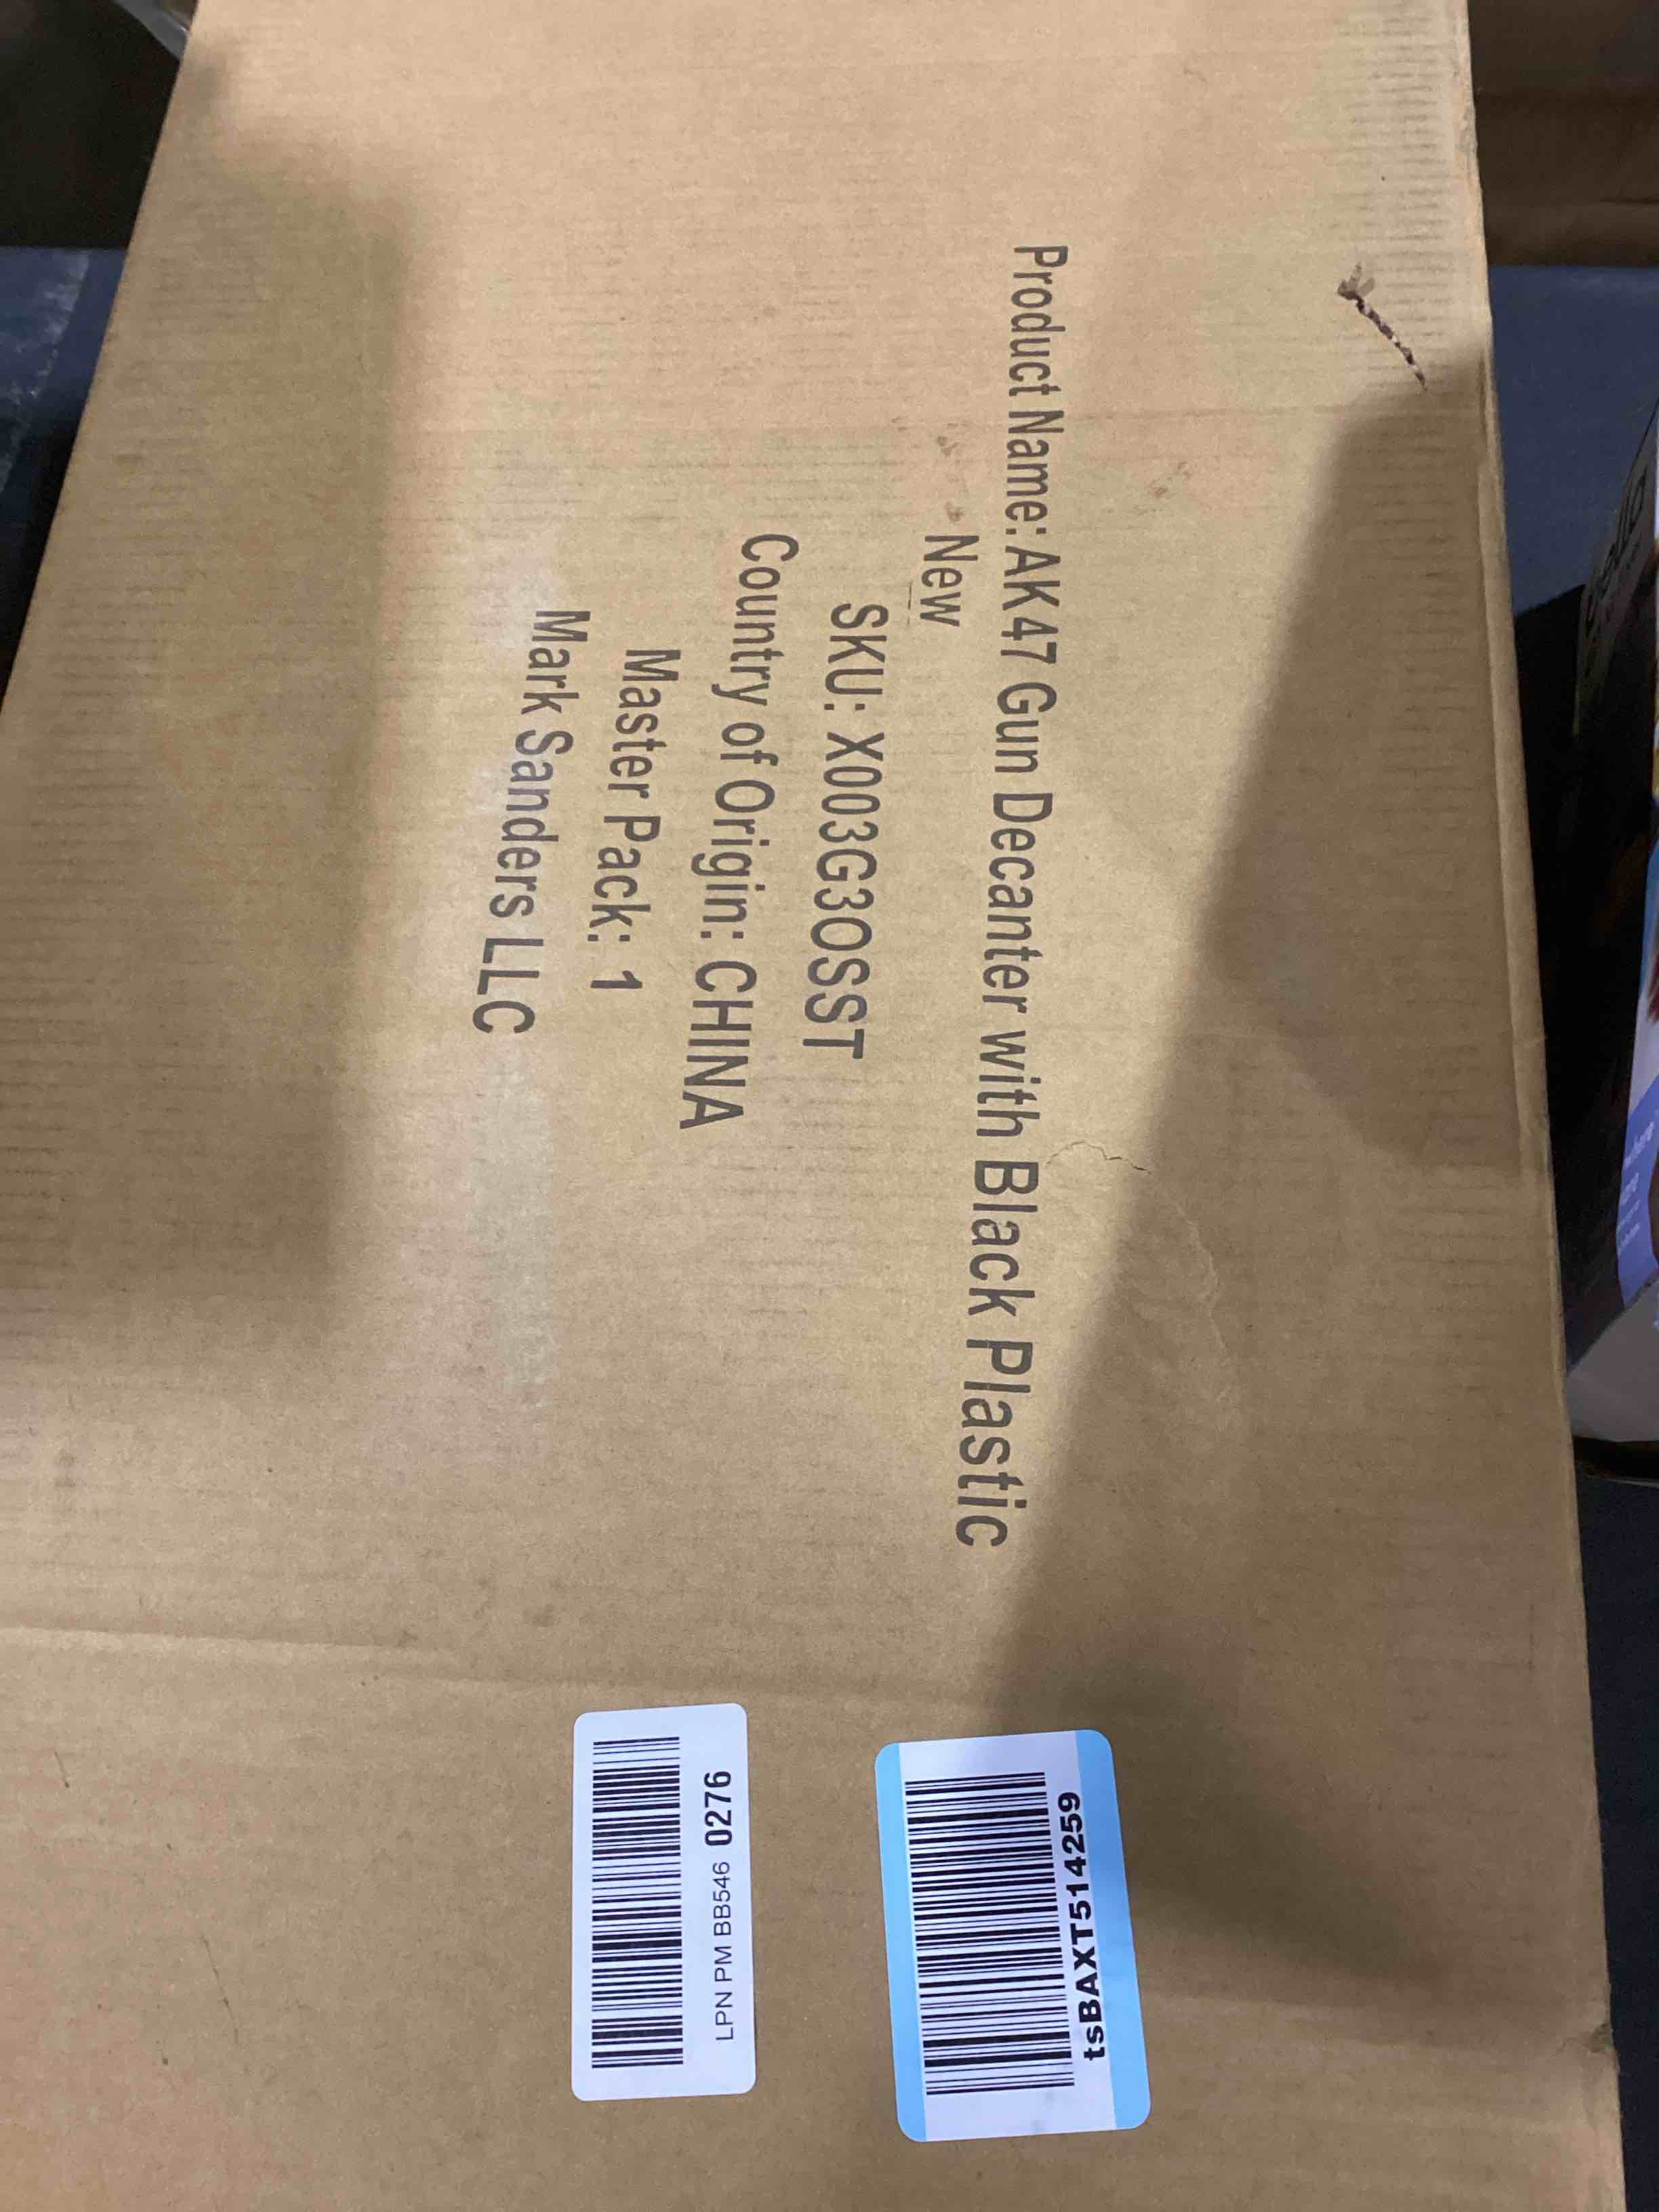 Product Name: AK47 Gun Decanter with Black Plastic
New
SKU: X003G3OSST
Country of Origin: CHINA
Master Pack: 1
Mark Sanders LLC
tsBAXT514259
LPN PM BB546 0276